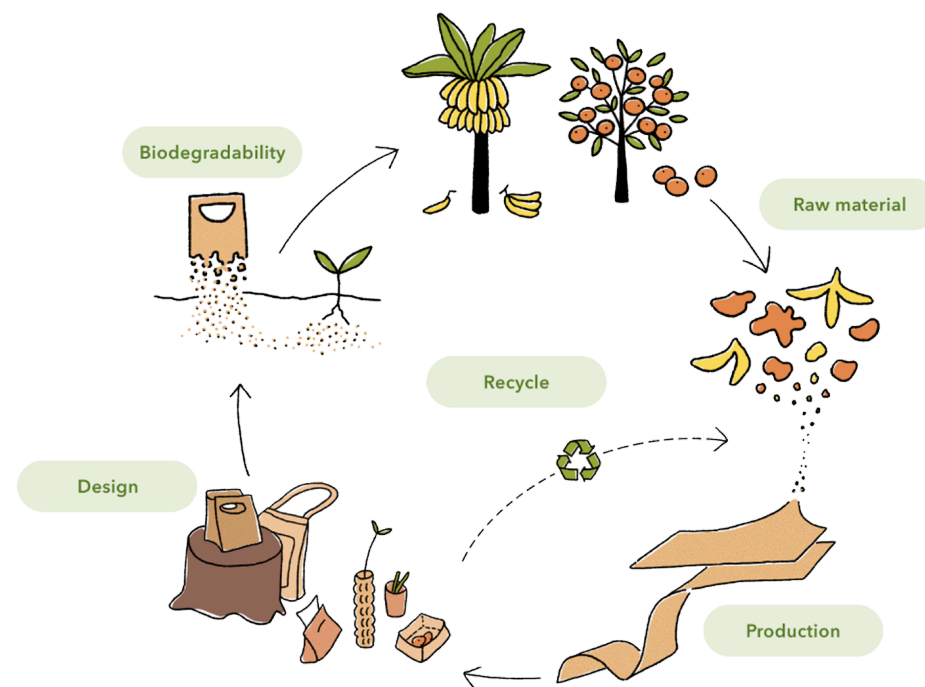 Biodegradability
Raw material
Recycle
Design
Production